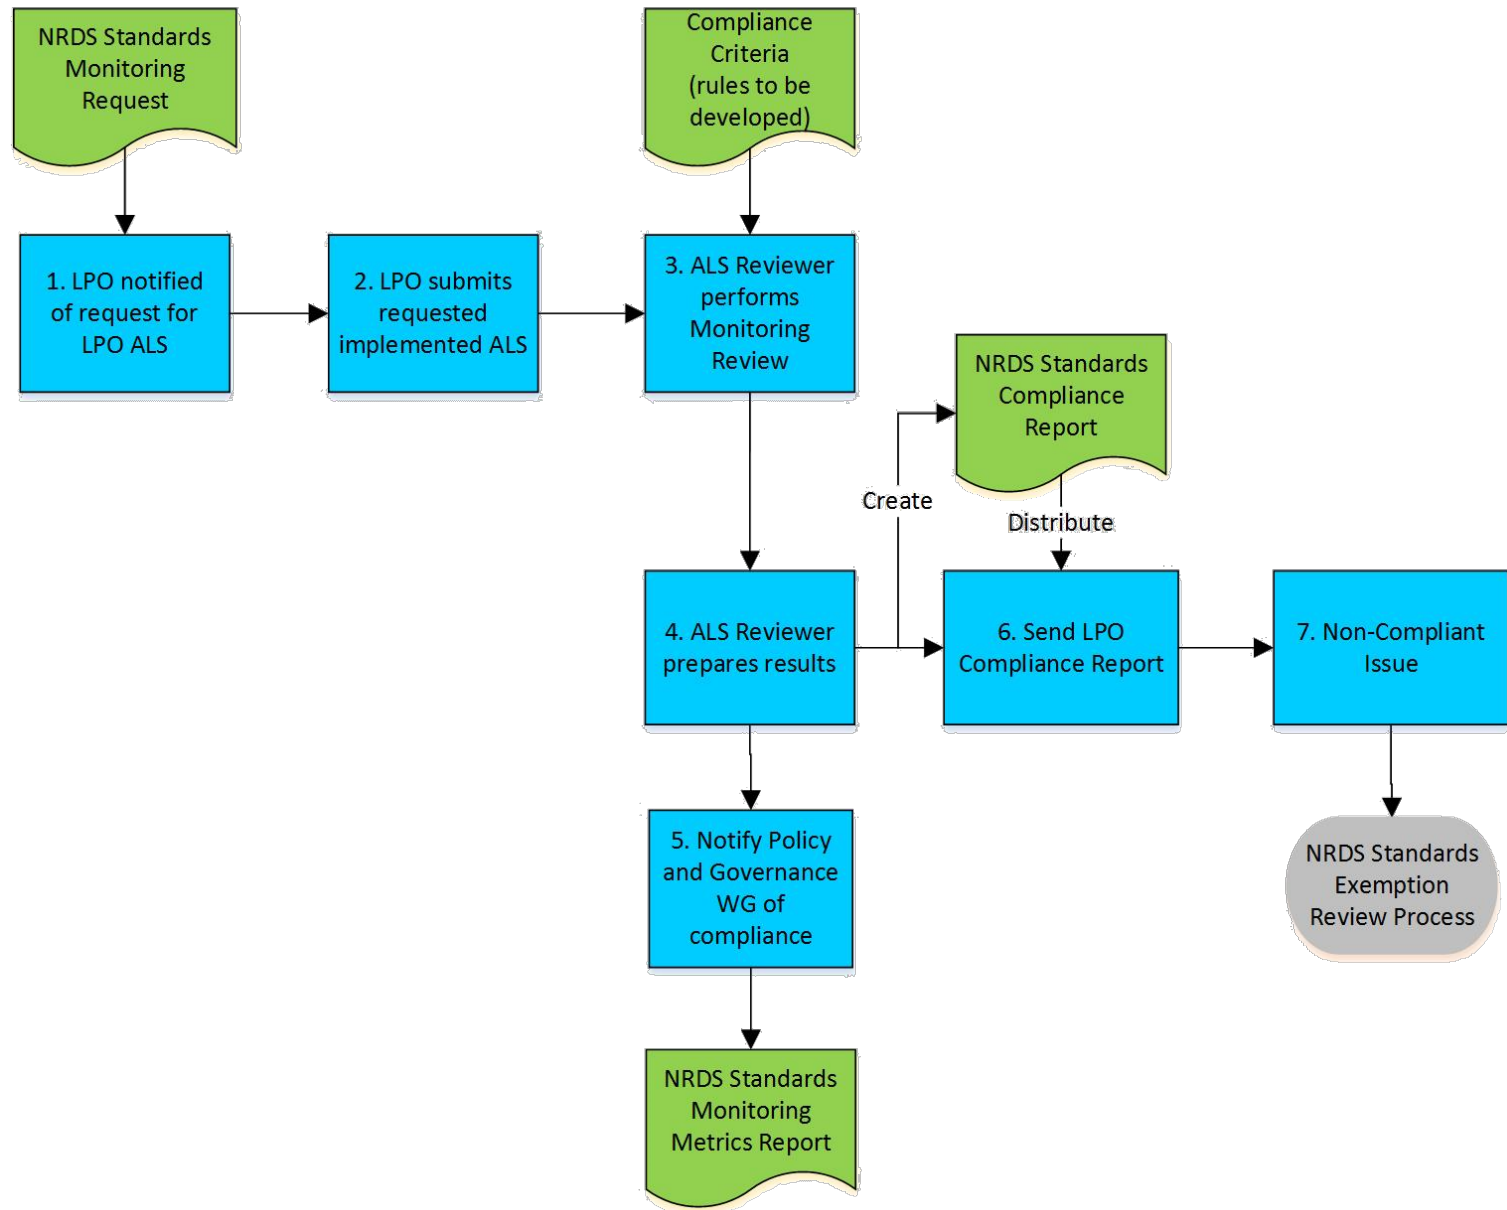 NRDS Standards
Monitoring
Request
Compliance
Criteria
(rules to be
developed)
1. LPO notified
of request for
LPO ALS
2. LPO submits
requested
implemented ALS
3. ALS Reviewer
performs
Monitoring
Review
NRDS Standards
Compliance
Report
Create
Distribute
4. ALS Reviewer
prepares results
6. Send LPO
Compliance Report
7. Non-Compliant
Issue
5. Notify Policy
and Governance
WG of
compliance
NRDS Standards
Exemption
Review Process
NRDS Standards
Monitoring
Metrics Report